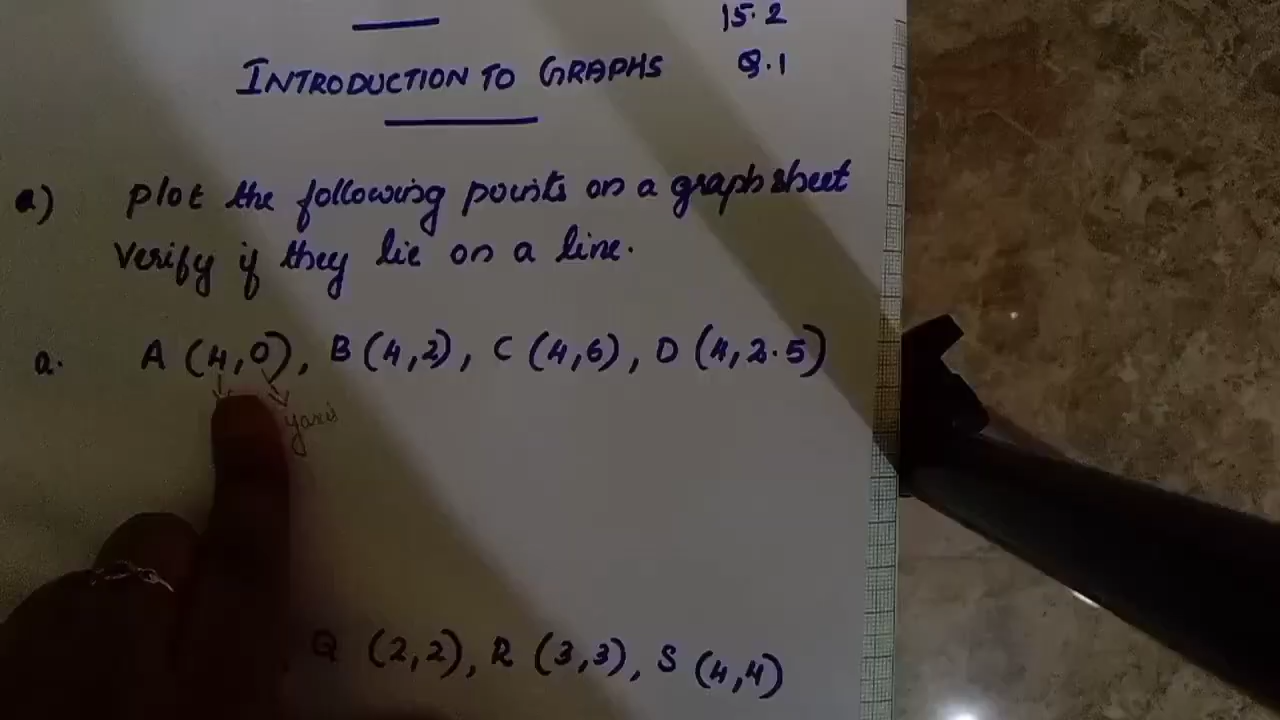 15.2
INTRODUCTION TO GRAPHS Q.1
a) Plot the following points on a graph sheet
Verify if they lie on a line.
a. A (4,0), B (4,2), C (4,6), D (4,2.5)
y axis
Q (2,2), R (3,3), S (4,4)